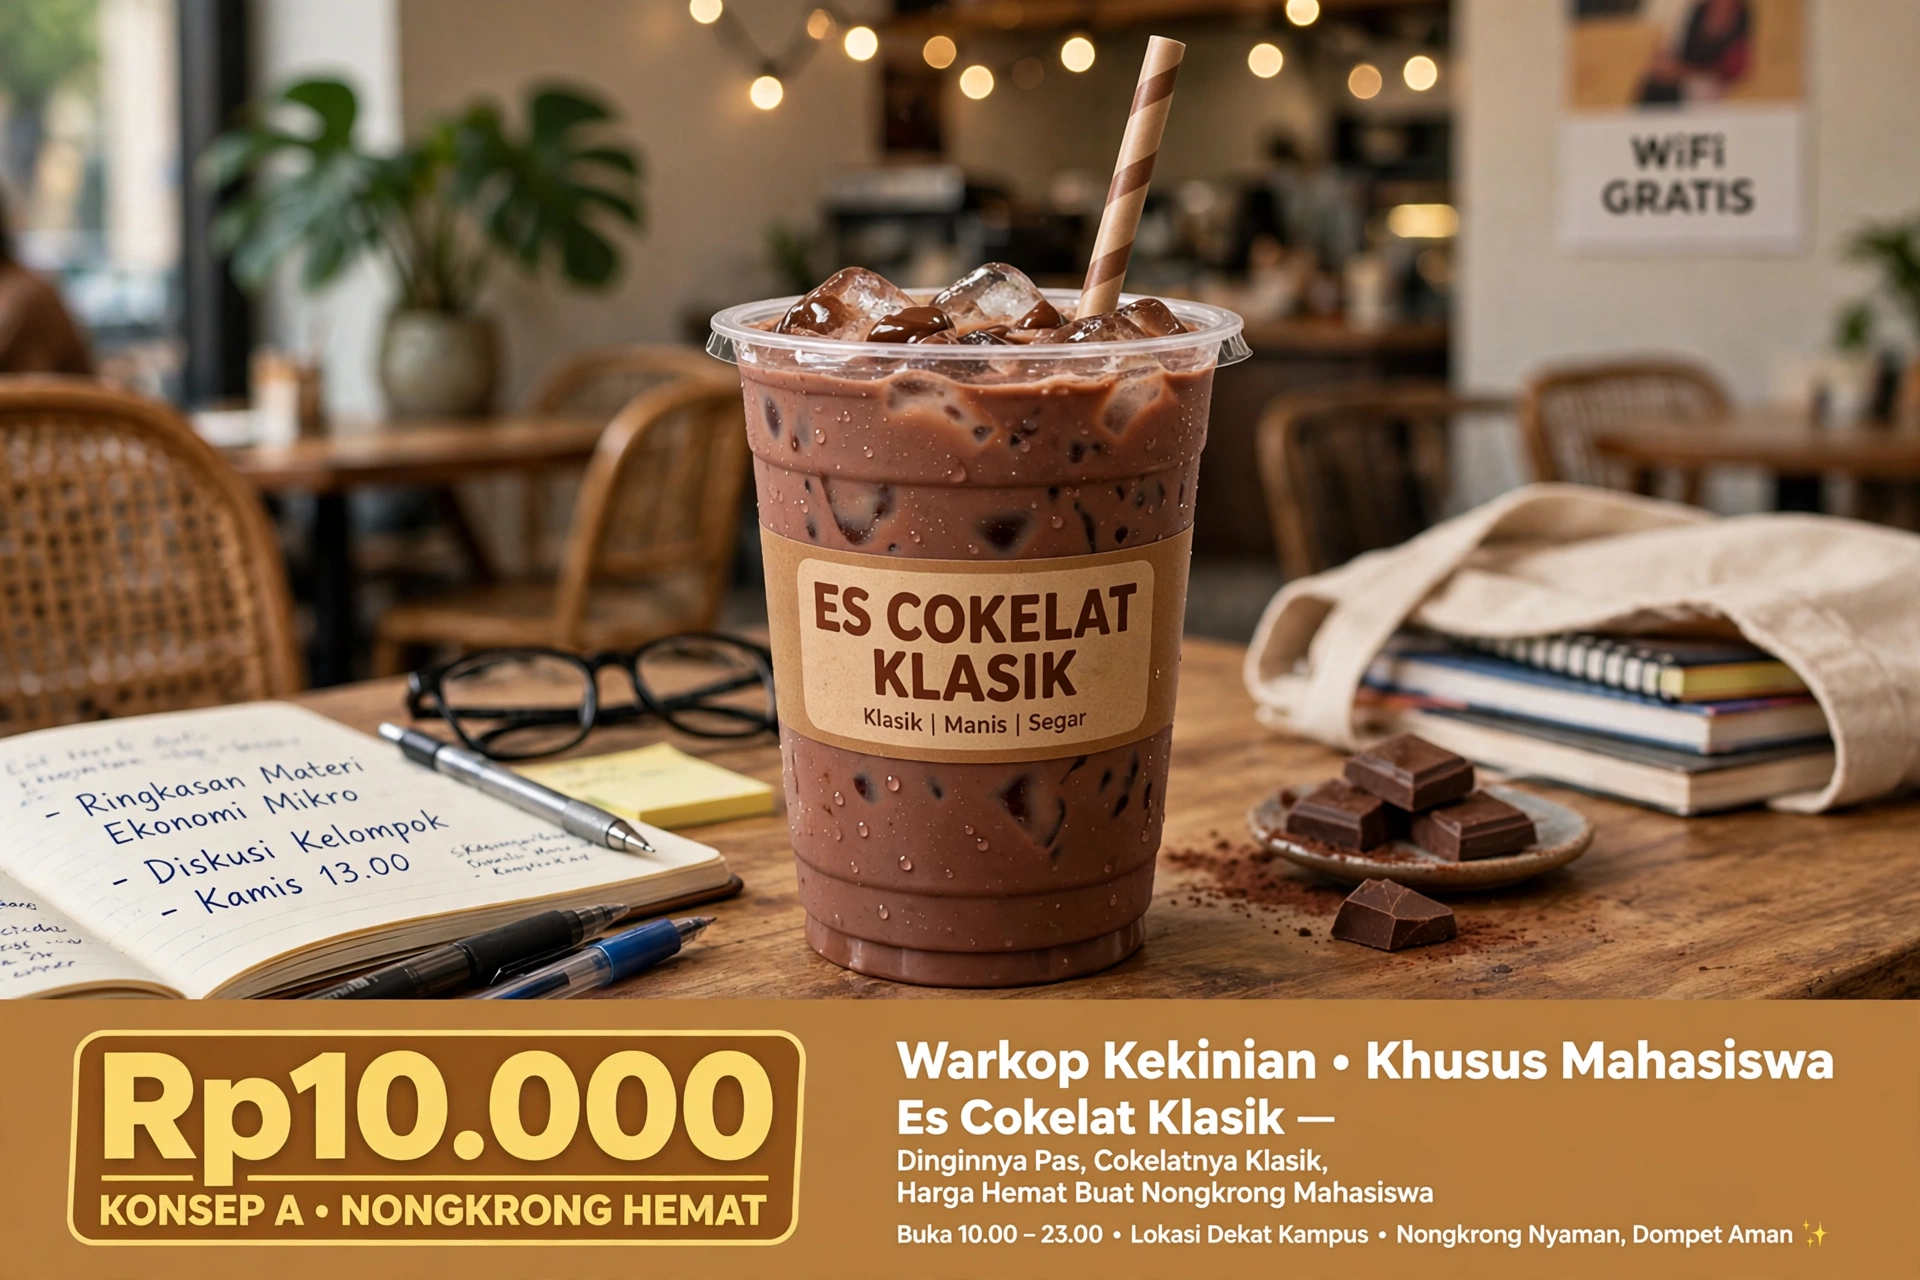 WiFi
GRATIS
ES COKELAT
KLASIK
Klasik | Manis | Segar
- Ringkasan Materi
Ekonomi Mikro
- Diskusi Kelompok
- Kamis 13.00
Rp10.000
KONSEP A • NONGKRONG HEMAT
Warkop Kekinian • Khusus Mahasiswa
Es Cokelat Klasik —
Dinginnya Pas, Cokelatnya Klasik,
Harga Hemat Buat Nongkrong Mahasiswa
Buka 10.00 – 23.00 • Lokasi Dekat Kampus • Nongkrong Nyaman, Dompet Aman ✨